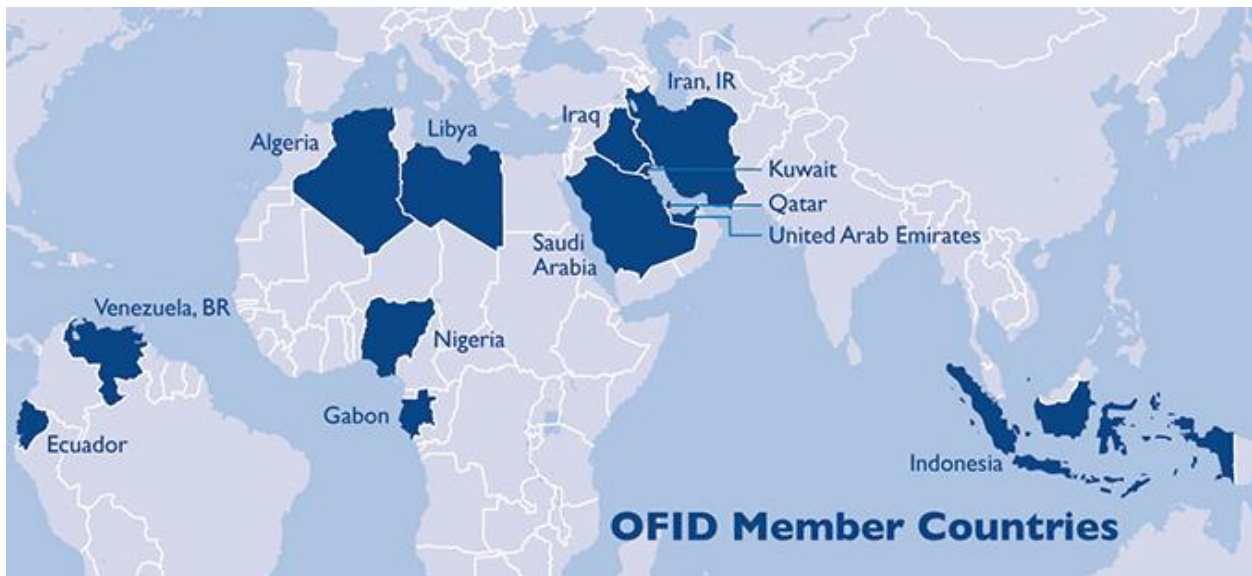 Iran, IR
Iraq
Libya
Algeria
Kuwait
Qatar
United Arab Emirates
Saudi
Arabia
Venezuela, BR
Nigeria
Gabon
Ecuador
Indonesia
OFID Member Countries